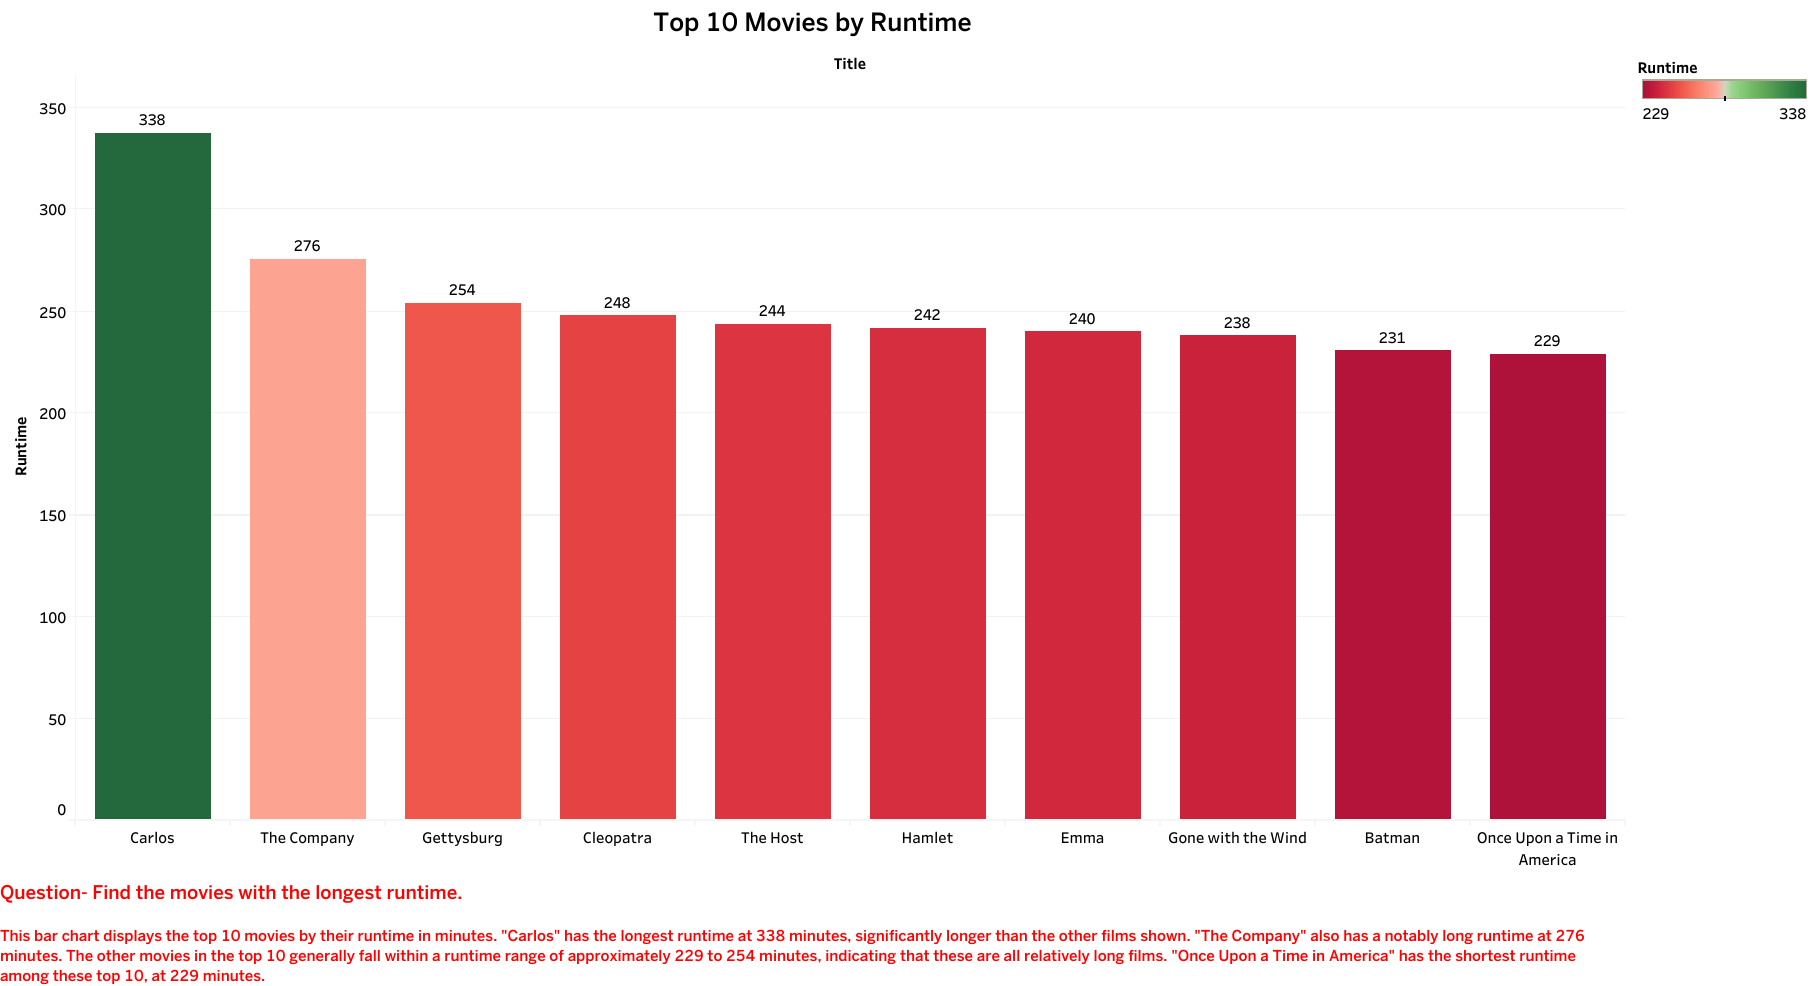 Top 10 Movies by Runtime
Title
Runtime
229 338
350
300
250
200
150
100
50
0
Runtime
338
276
254
248
244
242
240
238
231
229
Carlos
The Company
Gettysburg
Cleopatra
The Host
Hamlet
Emma
Gone with the Wind
Batman
Once Upon a Time in
America
Question- Find the movies with the longest runtime.
This bar chart displays the top 10 movies by their runtime in minutes. "Carlos" has the longest runtime at 338 minutes, significantly longer than the other films shown. "The Company" also has a notably long runtime at 276
minutes. The other movies in the top 10 generally fall within a runtime range of approximately 229 to 254 minutes, indicating that these are all relatively long films. "Once Upon a Time in America" has the shortest runtime
among these top 10, at 229 minutes.